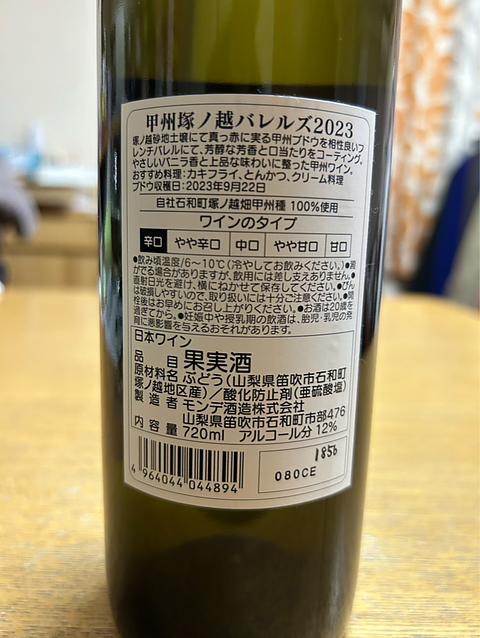 甲州塚ノ越バレルズ2023
塚ノ越砂地土壌にて真っ赤に実る甲州ブドウを相性良いフ
レンチバレルにて、芳醇な芳香と口当たりをコーティング。
やさしいバニラ香と上品な味わいに整った甲州ワイン。
おすすめ料理:カキフライ、とんかつ、クリーム料理
ブドウ収穫日:2023年9月22日
自社石和町塚ノ越畑甲州種 100%使用
ワインのタイプ
辛口 やや辛口 中口 やや甘口 甘口
●飲み頃温度/6～10℃(冷やしてお飲みください。)●澱
がでる場合がありますが、飲用には差し支えありません。●
直射日光を避け、横にねかせて保存してください。●びん
は破損しやすいので、取り扱いには十分ご注意ください。●開
栓後はお早めにお召し上がりください。●お酒は20歳を
過ぎてから。●妊娠中や授乳期の飲酒は、胎児・乳児の発
育に悪影響を与えるおそれがあります。
日本ワイン
品目 果実酒
原材料名 ぶどう(山梨県笛吹市石和町
塚ノ越地区産)/酸化防止剤(亜硫酸塩)
製造者 モンデ酒造株式会社
山梨県笛吹市石和町市部476
内容量 720ml アルコール分12%
4 964044 044894
1856
080CE